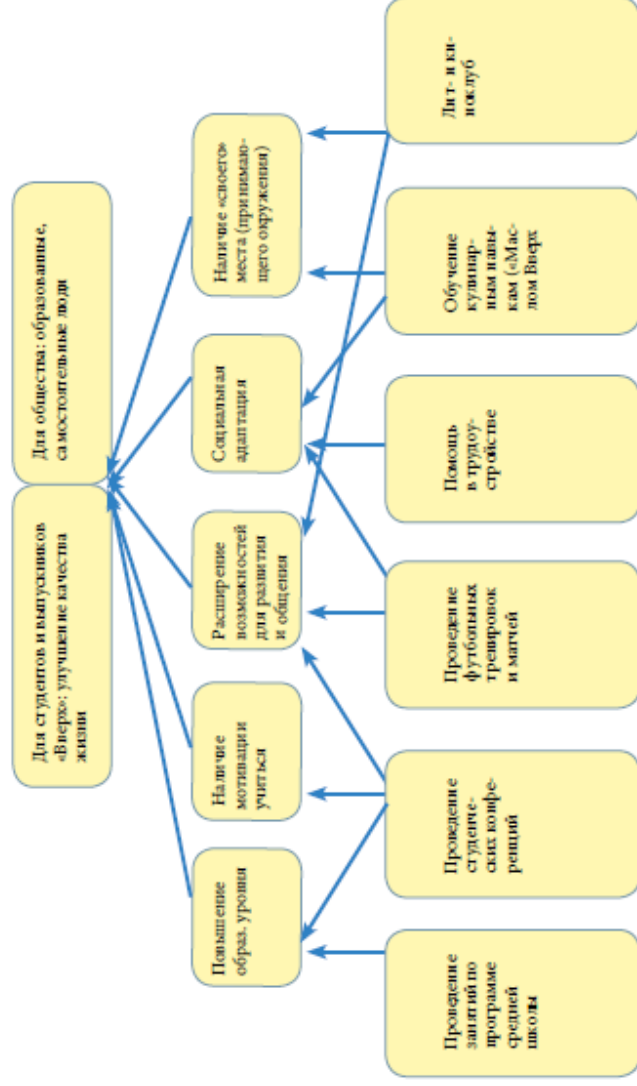 Для студентов и выпускников
«Вверх»: улучшение качества
жизни
Для общества: образованные,
самостоятельные люди
Повышение
образ. уровня
Наличие
мотивации
учиться
Расширение
возможностей
для развития
и общения
Социальная
адаптация
Наличие «своего»
места (принимаю-
щего окружения)
Проведение
занятий по
программе
средней
школы
Проведение
студенче-
ских конфе-
ренций
Проведение
футбольных
тренировок
и матчей
Помощь
в трудоу-
стройстве
Обучение
кулинар-
ным навы-
кам («Мас-
лом Вверх
Лит- и ки-
ноклуб